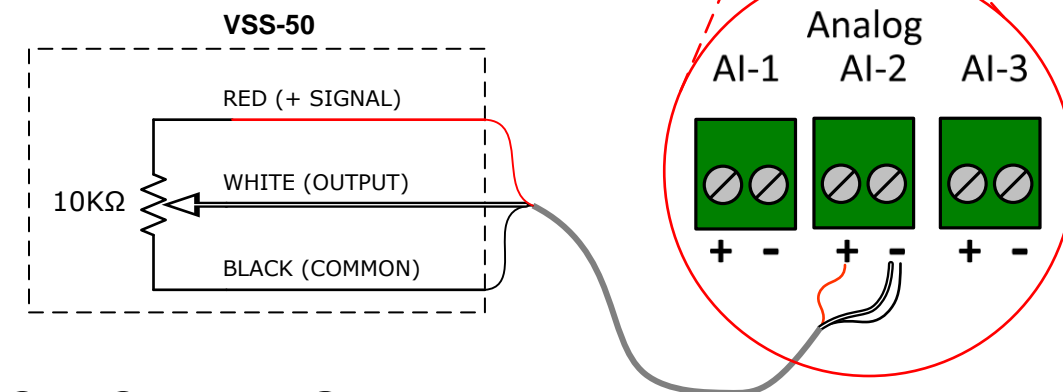 VSS-50
RED (+ SIGNAL)
WHITE (OUTPUT)
10KΩ
BLACK (COMMON)
Analog
AI-1 AI-2 AI-3
+ - + - + -